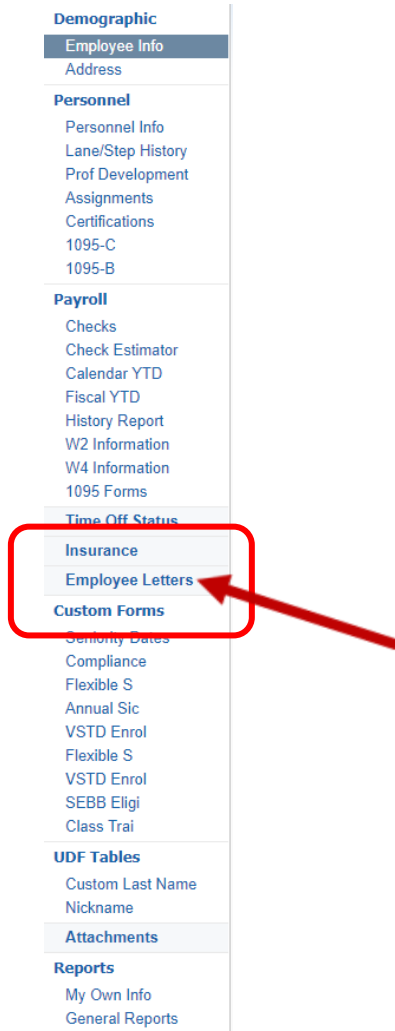 Demographic
Employee Info
Address
Personnel
Personnel Info
Lane/Step History
Prof Development
Assignments
Certifications
1095-C
1095-B
Payroll
Checks
Check Estimator
Calendar YTD
Fiscal YTD
History Report
W2 Information
W4 Information
1095 Forms
Time Off Status
Insurance
Employee Letters
Custom Forms
Seniority Dates
Compliance
Flexible S
Annual Sic
VSTD Enrol
Flexible S
VSTD Enrol
SEBB Eligi
Class Trai
UDF Tables
Custom Last Name
Nickname
Attachments
Reports
My Own Info
General Reports